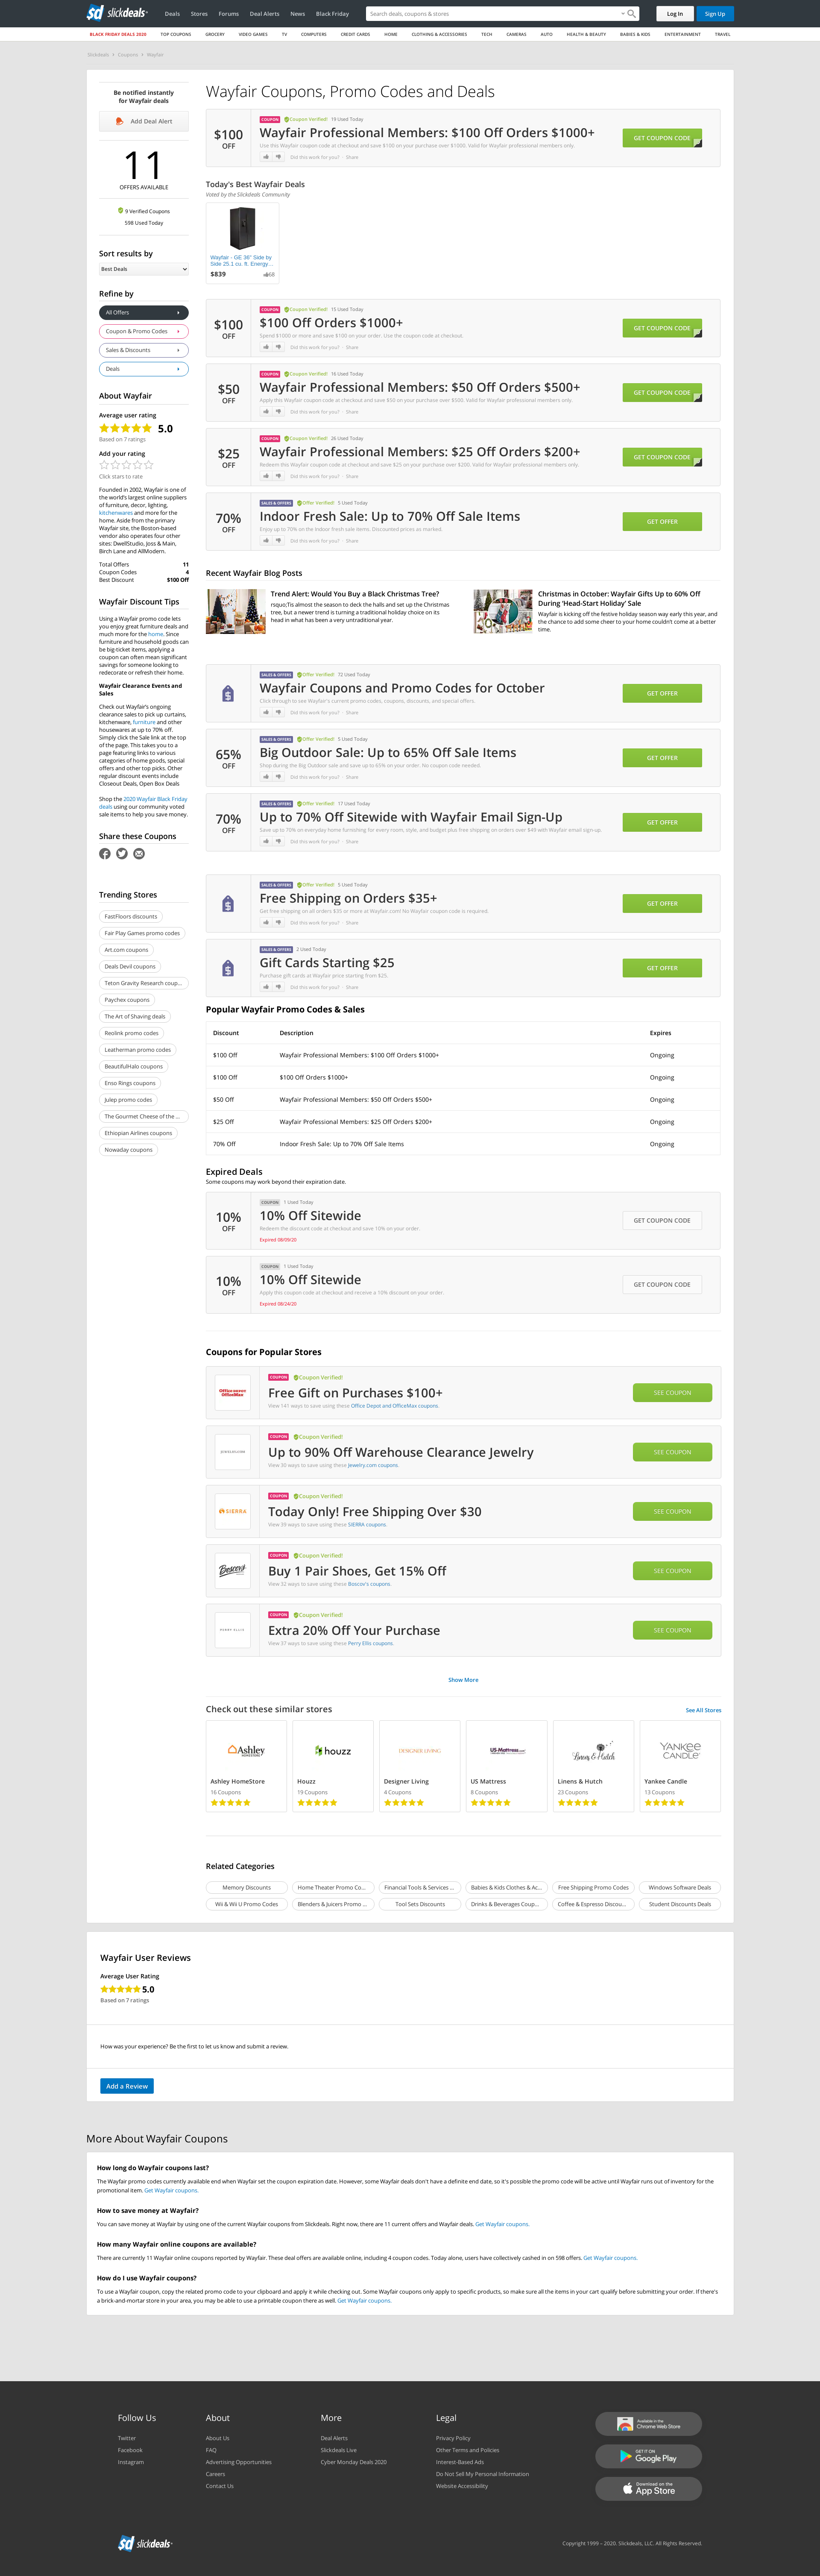 slickdeals
Deals Stores Forums Deal Alerts News Black Friday
Search deals, coupons & stores
Log In
Sign Up
BLACK FRIDAY DEALS 2020 TOP COUPONS GROCERY VIDEO GAMES TV COMPUTERS CREDIT CARDS HOME CLOTHING & ACCESSORIES TECH CAMERAS AUTO HEALTH & BEAUTY BABIES & KIDS ENTERTAINMENT TRAVEL
Slickdeals > Coupons > Wayfair
Be notified instantly
for Wayfair deals
Add Deal Alert
11
OFFERS AVAILABLE
9 Verified Coupons
598 Used Today
Sort results by
Best Deals
Refine by
All Offers
Coupon & Promo Codes
Sales & Discounts
Deals
About Wayfair
Average user rating
5.0
Based on 7 ratings
Add your rating
Click stars to rate
Founded in 2002, Wayfair is one of
the world's largest online suppliers
of furniture, decor, lighting,
kitchenwares and more for the
home. Aside from the primary
Wayfair site, the Boston-based
vendor also operates four other
sites: DwellStudio, Joss & Main,
Birch Lane and AllModern.
Total Offers 11
Coupon Codes 4
Best Discount $100 Off
Wayfair Discount Tips
Using a Wayfair promo code lets
you enjoy great furniture deals and
much more for the home. Since
furniture and household goods can
be big-ticket items, applying a
coupon can often mean significant
savings for someone looking to
redecorate or refresh their home.
Wayfair Clearance Events and
Sales
Check out Wayfair's ongoing
clearance sales to pick up curtains,
kitchenware, furniture and other
housewares at up to 70% off.
Simply click the Sale link at the top
of the page. This takes you to a
page featuring links to various
categories of home goods, special
offers and other top picks. Other
regular discount events include
Closeout Deals, Open Box Deals
Shop the 2020 Wayfair Black Friday
deals using our community voted
sale items to help you save money.
Share these Coupons
Trending Stores
FastFloors discounts
Fair Play Games promo codes
Art.com coupons
Deals Devil coupons
Teton Gravity Research coup...
Paychex coupons
The Art of Shaving deals
Reolink promo codes
Leatherman promo codes
BeautifulHalo coupons
Enso Rings coupons
Julep promo codes
The Gourmet Cheese of the ...
Ethiopian Airlines coupons
Nowaday coupons
Wayfair Coupons, Promo Codes and Deals
$100
OFF
COUPON Coupon Verified! 19 Used Today
Wayfair Professional Members: $100 Off Orders $1000+
Use this Wayfair coupon code at checkout and save $100 on your purchase over $1000. Valid for Wayfair professional members only.
Did this work for you? · Share
GET COUPON CODE
Today's Best Wayfair Deals
Voted by the Slickdeals Community
Wayfair - GE 36" Side by
Side 25.1 cu. ft. Energy...
$839
68
$100
OFF
COUPON Coupon Verified! 15 Used Today
$100 Off Orders $1000+
Spend $1000 or more and save $100 on your order. Use the coupon code at checkout.
Did this work for you? · Share
GET COUPON CODE
$50
OFF
COUPON Coupon Verified! 16 Used Today
Wayfair Professional Members: $50 Off Orders $500+
Apply this Wayfair coupon code at checkout and save $50 on your purchase over $500. Valid for Wayfair professional members only.
Did this work for you? · Share
GET COUPON CODE
$25
OFF
COUPON Coupon Verified! 26 Used Today
Wayfair Professional Members: $25 Off Orders $200+
Redeem this Wayfair coupon code at checkout and save $25 on your purchase over $200. Valid for Wayfair professional members only.
Did this work for you? · Share
GET COUPON CODE
70%
OFF
SALES & OFFERS Offer Verified! 5 Used Today
Indoor Fresh Sale: Up to 70% Off Sale Items
Enjoy up to 70% on the Indoor fresh sale items. Discounted prices as marked.
Did this work for you? · Share
GET OFFER
Recent Wayfair Blog Posts
Trend Alert: Would You Buy a Black Christmas Tree?
rsquo;Tis almost the season to deck the halls and set up the Christmas
tree, but a newer trend is turning a traditional holiday choice on its
head in what has been a very untraditional year.
Christmas in October: Wayfair Gifts Up to 60% Off
During 'Head-Start Holiday' Sale
Wayfair is kicking off the festive holiday season way early this year, and
the chance to add some cheer to your home couldn't come at a better
time.
SALES & OFFERS Offer Verified! 72 Used Today
Wayfair Coupons and Promo Codes for October
Click through to see Wayfair's current promo codes, coupons, discounts, and special offers.
Did this work for you? · Share
GET OFFER
65%
OFF
SALES & OFFERS Offer Verified! 5 Used Today
Big Outdoor Sale: Up to 65% Off Sale Items
Shop during the Big Outdoor sale and save up to 65% on your order. No coupon code needed.
Did this work for you? · Share
GET OFFER
70%
OFF
SALES & OFFERS Offer Verified! 17 Used Today
Up to 70% Off Sitewide with Wayfair Email Sign-Up
Save up to 70% on everyday home furnishing for every room, style, and budget plus free shipping on orders over $49 with Wayfair email sign-up.
Did this work for you? · Share
GET OFFER
SALES & OFFERS Offer Verified! 5 Used Today
Free Shipping on Orders $35+
Get free shipping on all orders $35 or more at Wayfair.com! No Wayfair coupon code is required.
Did this work for you? · Share
GET OFFER
SALES & OFFERS 2 Used Today
Gift Cards Starting $25
Purchase gift cards at Wayfair price starting from $25.
Did this work for you? · Share
GET OFFER
Popular Wayfair Promo Codes & Sales
Discount Description Expires
$100 Off Wayfair Professional Members: $100 Off Orders $1000+ Ongoing
$100 Off $100 Off Orders $1000+ Ongoing
$50 Off Wayfair Professional Members: $50 Off Orders $500+ Ongoing
$25 Off Wayfair Professional Members: $25 Off Orders $200+ Ongoing
70% Off Indoor Fresh Sale: Up to 70% Off Sale Items Ongoing
Expired Deals
Some coupons may work beyond their expiration date.
10%
OFF
COUPON 1 Used Today
10% Off Sitewide
Redeem the discount code at checkout and save 10% on your order.
Expired 08/09/20
GET COUPON CODE
10%
OFF
COUPON 1 Used Today
10% Off Sitewide
Apply this coupon code at checkout and receive a 10% discount on your order.
Expired 08/24/20
GET COUPON CODE
Coupons for Popular Stores
Office DEPOT
OfficeMax
COUPON Coupon Verified!
Free Gift on Purchases $100+
View 141 ways to save using these Office Depot and OfficeMax coupons.
SEE COUPON
COUPON Coupon Verified!
Up to 90% Off Warehouse Clearance Jewelry
View 30 ways to save using these Jewelry.com coupons.
SEE COUPON
SIERRA
COUPON Coupon Verified!
Today Only! Free Shipping Over $30
View 39 ways to save using these SIERRA coupons.
SEE COUPON
Boscov's
COUPON Coupon Verified!
Buy 1 Pair Shoes, Get 15% Off
View 32 ways to save using these Boscov's coupons.
SEE COUPON
PERRY ELLIS
COUPON Coupon Verified!
Extra 20% Off Your Purchase
View 37 ways to save using these Perry Ellis coupons.
SEE COUPON
Show More
Check out these similar stores
See All Stores
Ashley
HOMESTORE
houzz
DESIGNER LIVING
US-Mattress.com
Linens & Hutch
YANKEE
CANDLE
Ashley HomeStore Houzz Designer Living US Mattress Linens & Hutch Yankee Candle
16 Coupons 19 Coupons 4 Coupons 8 Coupons 23 Coupons 13 Coupons
Related Categories
Memory Discounts Home Theater Promo Co... Financial Tools & Services ... Babies & Kids Clothes & Ac... Free Shipping Promo Codes Windows Software Deals
Wii & Wii U Promo Codes Blenders & Juicers Promo ... Tool Sets Discounts Drinks & Beverages Coup... Coffee & Espresso Discou... Student Discounts Deals
Wayfair User Reviews
Average User Rating
5.0
Based on 7 ratings
How was your experience? Be the first to let us know and submit a review.
Add a Review
More About Wayfair Coupons
How long do Wayfair coupons last?
The Wayfair promo codes currently available end when Wayfair set the coupon expiration date. However, some Wayfair deals don't have a definite end date, so it's possible the promo code will be active until Wayfair runs out of inventory for the
promotional item. Get Wayfair coupons.
How to save money at Wayfair?
You can save money at Wayfair by using one of the current Wayfair coupons from Slickdeals. Right now, there are 11 current offers and Wayfair deals. Get Wayfair coupons.
How many Wayfair online coupons are available?
There are currently 11 Wayfair online coupons reported by Wayfair. These deal offers are available online, including 4 coupon codes. Today alone, users have collectively cashed in on 598 offers. Get Wayfair coupons.
How do I use Wayfair coupons?
To use a Wayfair coupon, copy the related promo code to your clipboard and apply it while checking out. Some Wayfair coupons only apply to specific products, so make sure all the items in your cart qualify before submitting your order. If there's
a brick-and-mortar store in your area, you may be able to use a printable coupon there as well. Get Wayfair coupons.
Follow Us About More Legal
Twitter About Us Deal Alerts Privacy Policy
Facebook FAQ Slickdeals Live Other Terms and Policies
Instagram Advertising Opportunities Cyber Monday Deals 2020 Interest-Based Ads
Careers Do Not Sell My Personal Information
Contact Us Website Accessibility
Available in the
Chrome Web Store
GET IT ON
Google Play
Download on the
App Store
slickdeals
Copyright 1999 – 2020, Slickdeals, LLC. All Rights Reserved.